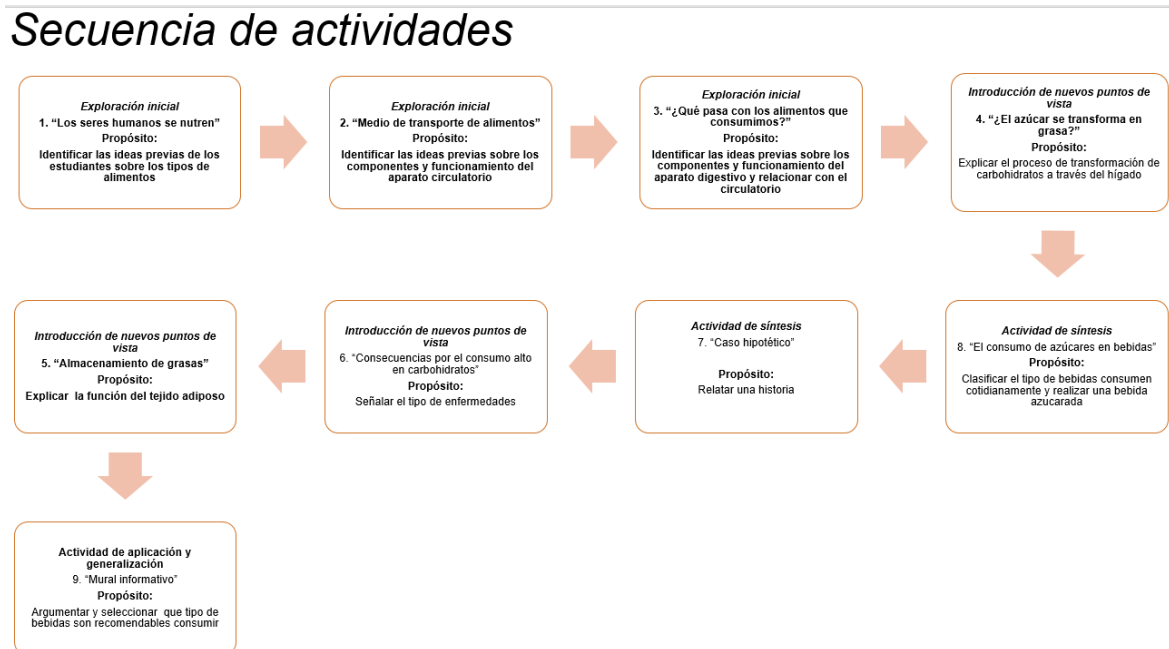 Secuencia de actividades
Exploración inicial
1. “Los seres humanos se nutren”
Propósito:
Identificar las ideas previas de los
estudiantes sobre los tipos de
alimentos
Exploración inicial
2. “Medio de transporte de alimentos”
Propósito:
Identificar las ideas previas sobre los
componentes y funcionamiento del
aparato circulatorio
Exploración inicial
3. “¿Qué pasa con los alimentos que
consumimos?”
Propósito:
Identificar las ideas previas sobre los
componentes y funcionamiento del
aparato digestivo y relacionar con el
circulatorio
Introducción de nuevos puntos de
vista
4. “¿El azúcar se transforma en
grasa?”
Propósito:
Explicar el proceso de transformación de
carbohidratos a través del hígado
Actividad de síntesis
8. “El consumo de azúcares en bebidas”
Propósito:
Clasificar el tipo de bebidas consumen
cotidianamente y realizar una bebida
azucarada
Actividad de síntesis
7. “Caso hipotético”
Propósito:
Relatar una historia
Introducción de nuevos puntos de
vista
6. “Consecuencias por el consumo alto
en carbohidratos”
Propósito:
Señalar el tipo de enfermedades
Introducción de nuevos puntos de
vista
5. “Almacenamiento de grasas”
Propósito:
Explicar la función del tejido adiposo
Actividad de aplicación y
generalización
9. “Mural informativo”
Propósito:
Argumentar y seleccionar que tipo de
bebidas son recomendables consumir